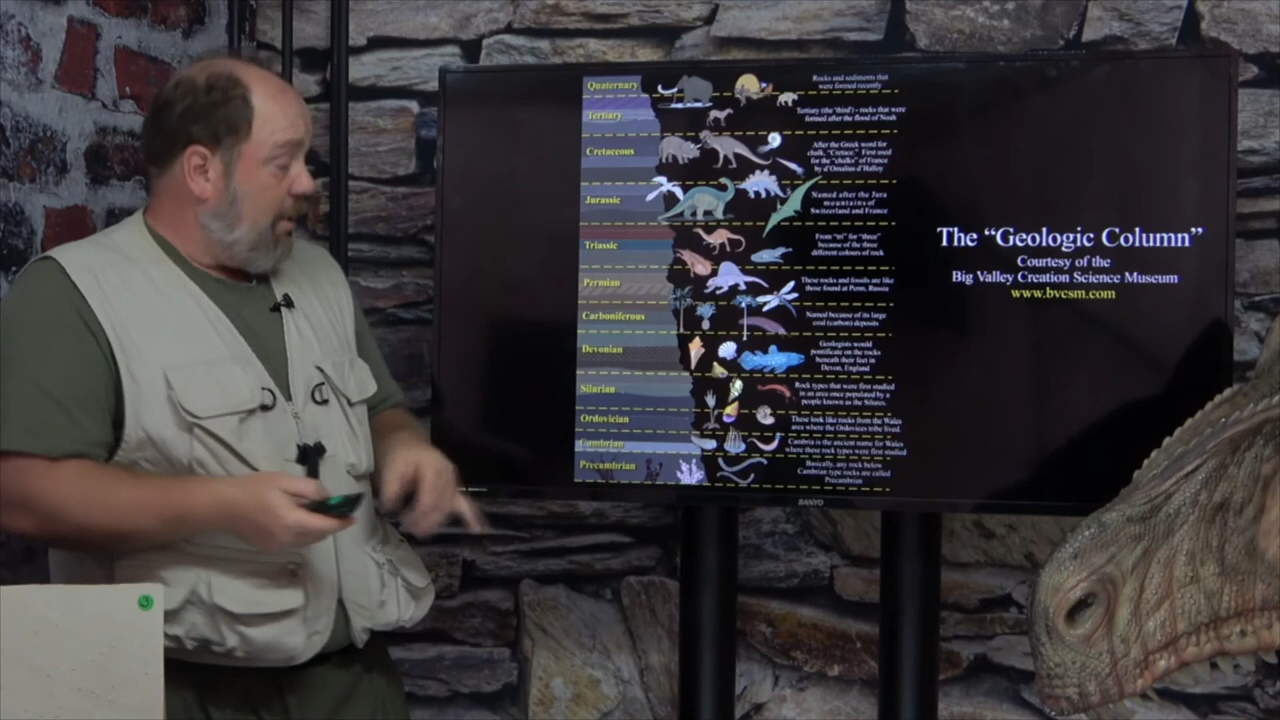 Quaternary
Rocks and sediments that
were formed recently
Tertiary
Tertiary (the 'third') - rocks that were
formed after the flood of Noah
Cretaceous
After the Greek word for
chalk, "Cretace." First used
for the "chalks" of France
by d'Omalius d'Halloy
Jurassic
Named after the Jura
mountains of
Switzerland and France
Triassic
From "tri" for "three"
because of the three
different colours of rock
Permian
These rocks and fossils are like
those found at Perm, Russia
Carboniferous
Named because of its large
coal (carbon) deposits
Devonian
Geologists would
pontificate on the rocks
beneath their feet in
Devon, England
Silurian
Rock types that were first studied
in an area once populated by a
people known as the Silures.
Ordovician
These look like rocks from the Wales
area where the Ordovices tribe lived.
Cambrian
Cambria is the ancient name for Wales
where these rock types were first studied
Precambrian
Basically, any rock below
Cambrian type rocks are called
Precambrian
The "Geologic Column"
Courtesy of the
Big Valley Creation Science Museum
www.bvcsm.com
SANYO